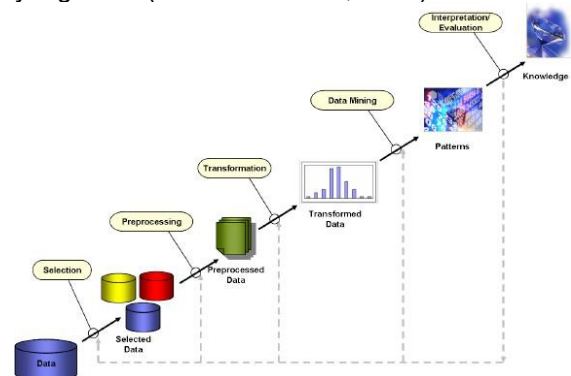 Interpretation/
Evaluation
Knowledge
Data Mining
Patterns
Transformation
Transformed
Data
Preprocessing
Preprocessed
Data
Selection
Selected
Data
Data